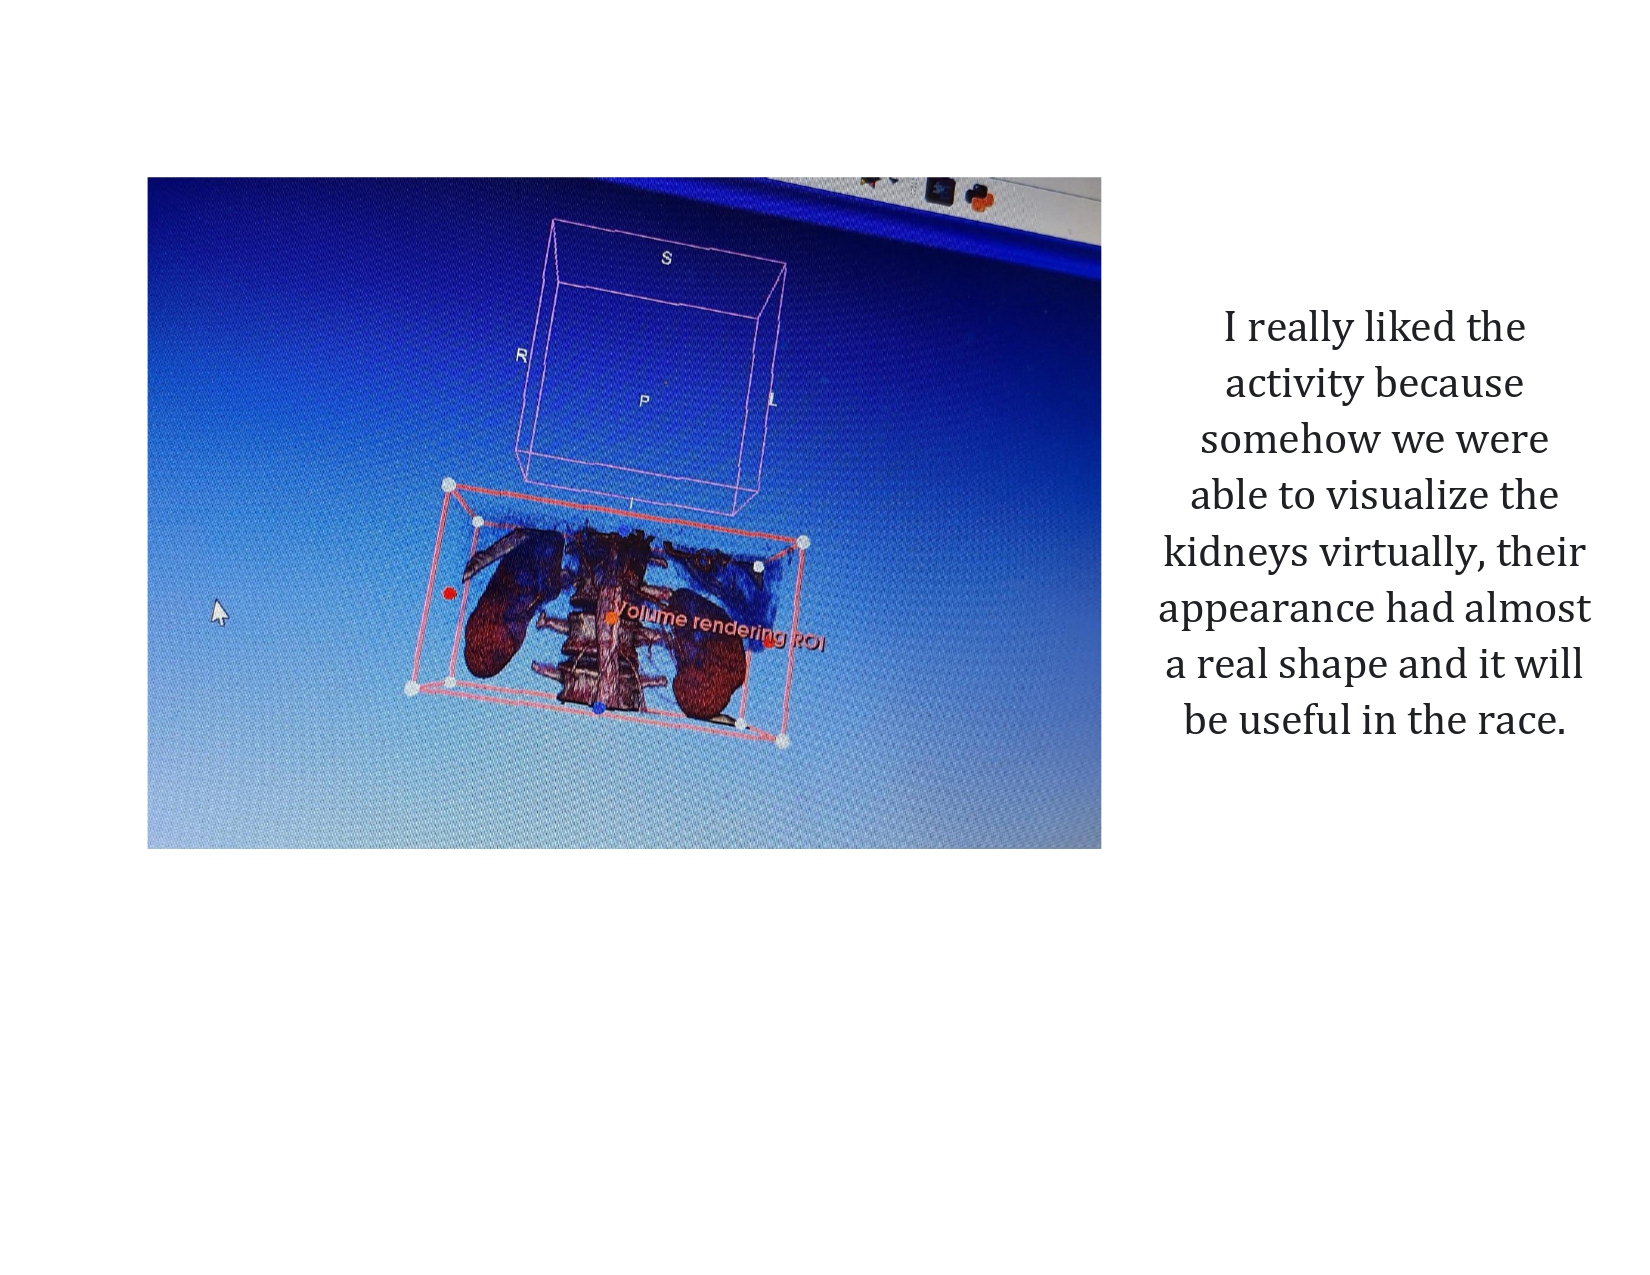 S
R
P
L
I
Volume rendering ROI
I really liked the
activity because
somehow we were
able to visualize the
kidneys virtually, their
appearance had almost
a real shape and it will
be useful in the race.